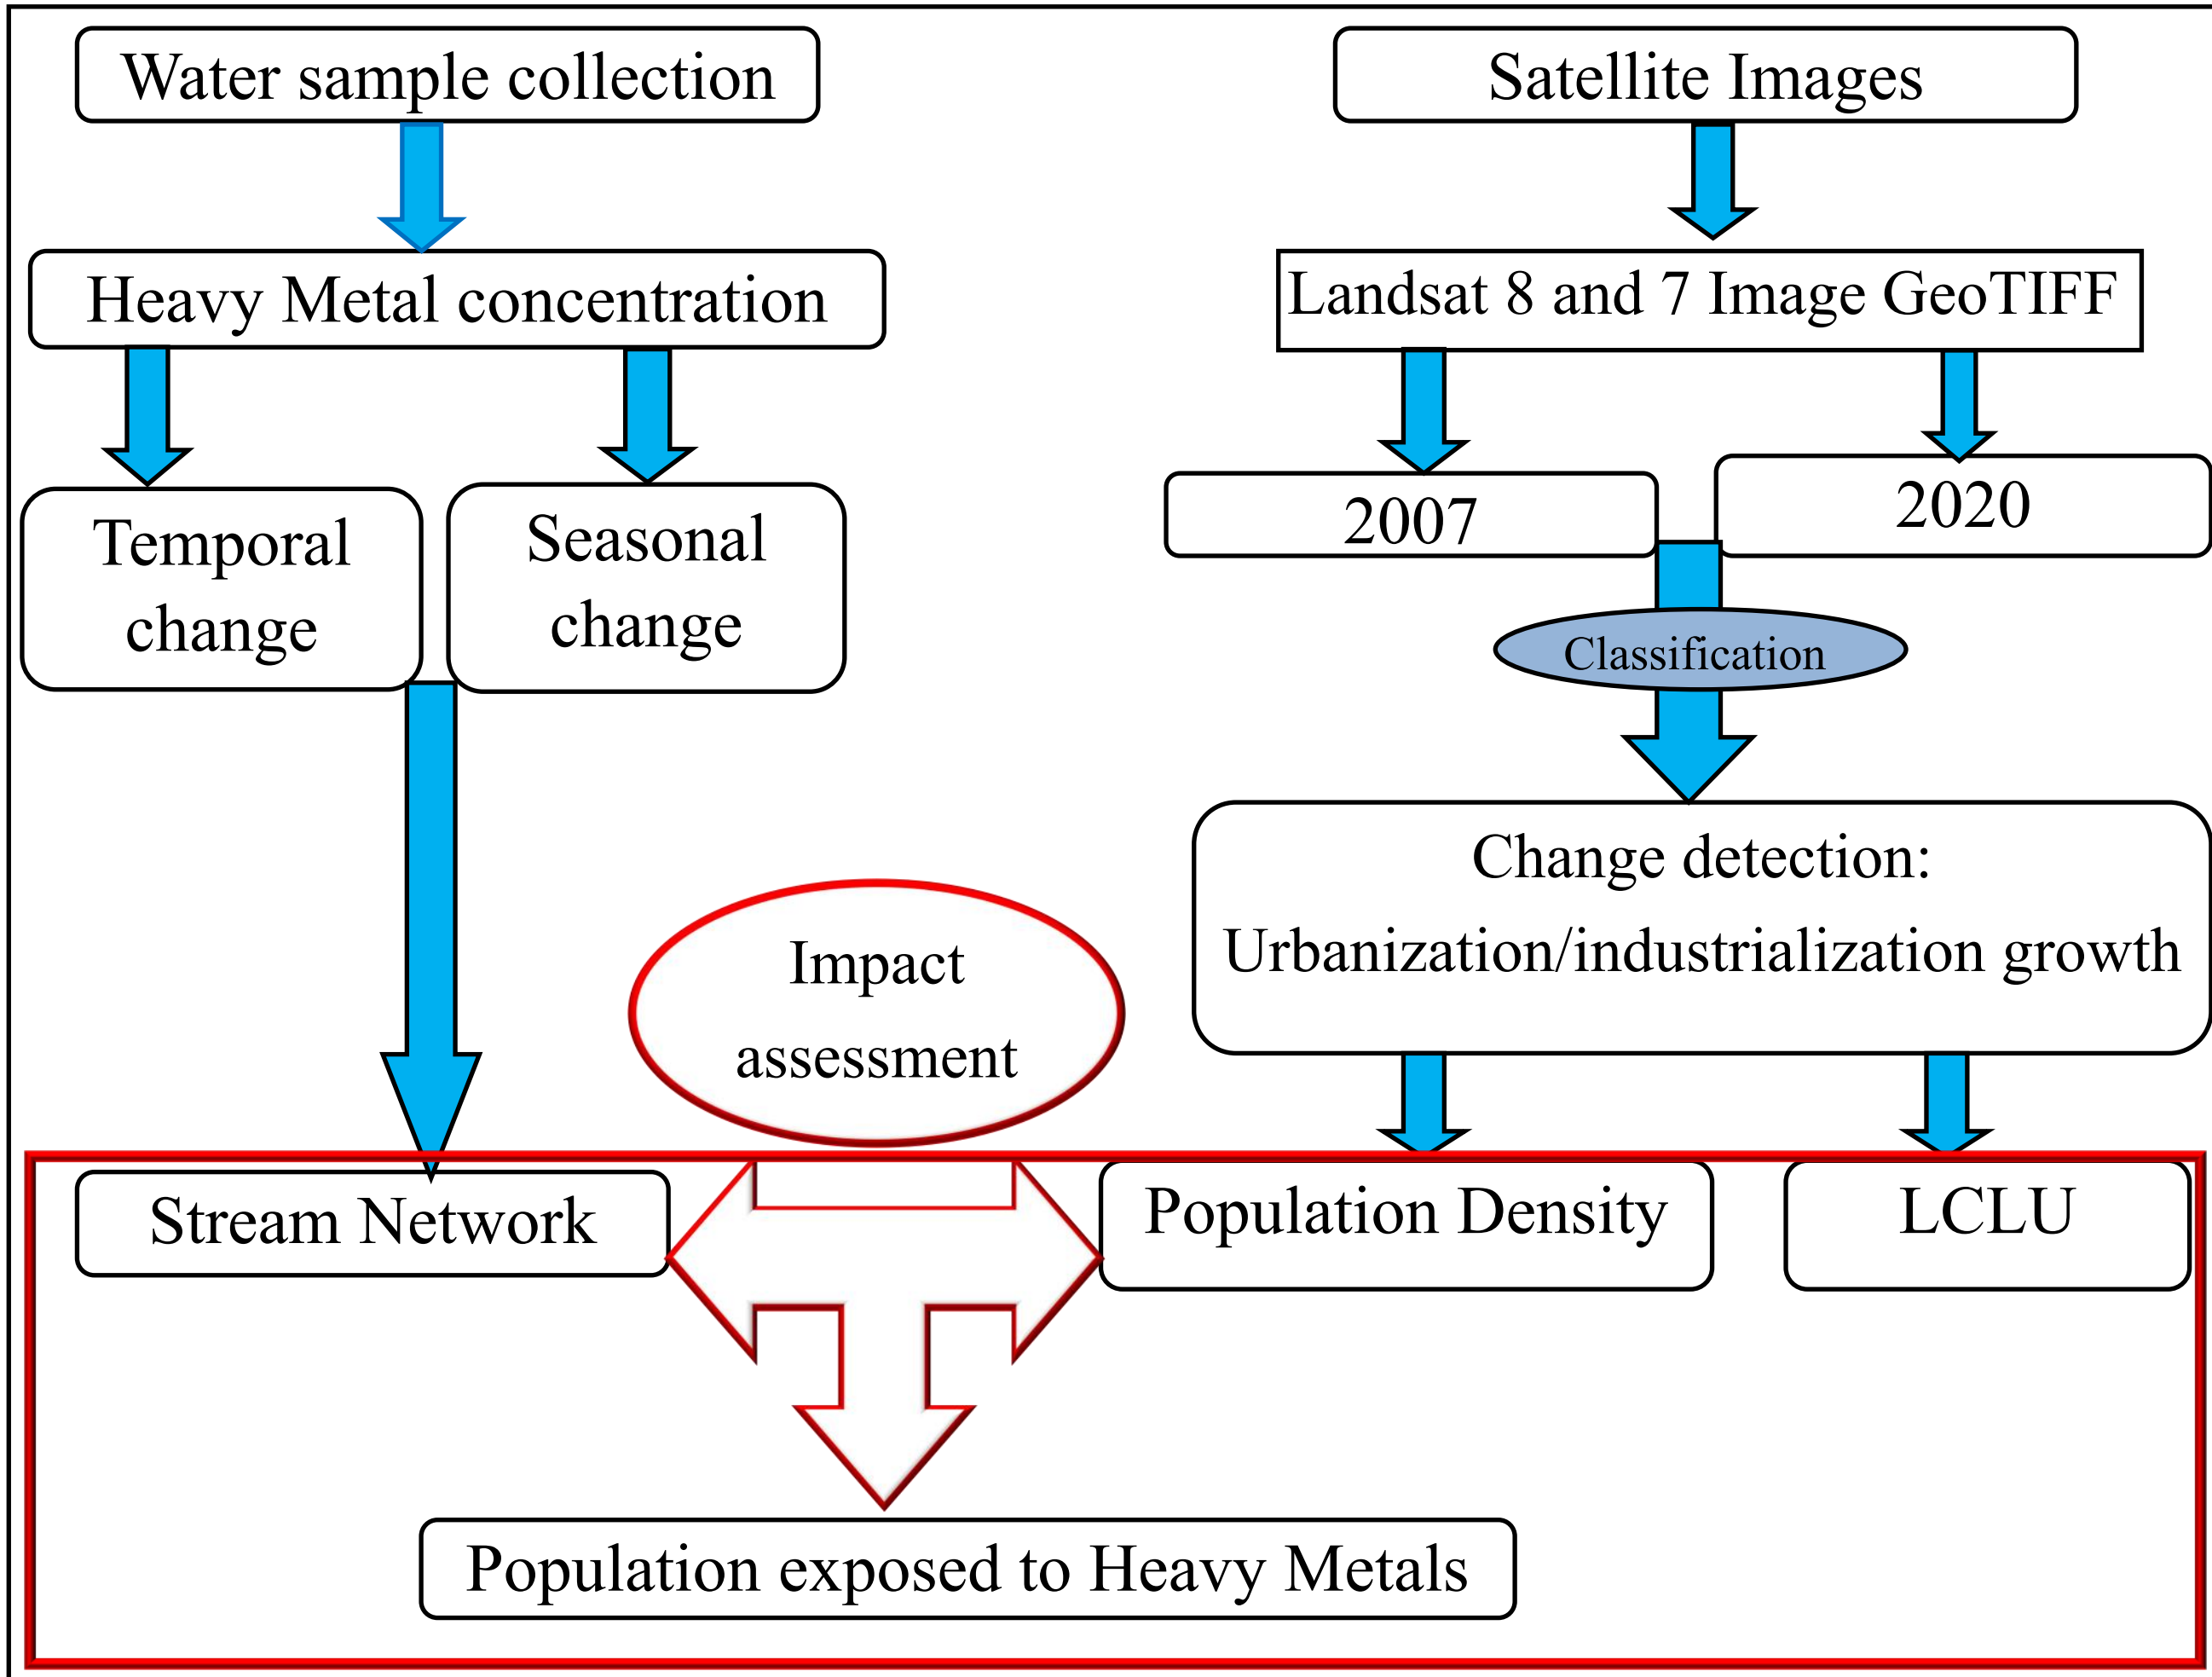 Water sample collection
Satellite Images
Heavy Metal concentration
Landsat 8 and 7 Image GeoTIFF
Temporal
change
Seasonal
change
2007
2020
Classification
Change detection:
Urbanization/industrialization growth
Impact
assessment
Stream Network
Population Density
LCLU
Population exposed to Heavy Metals